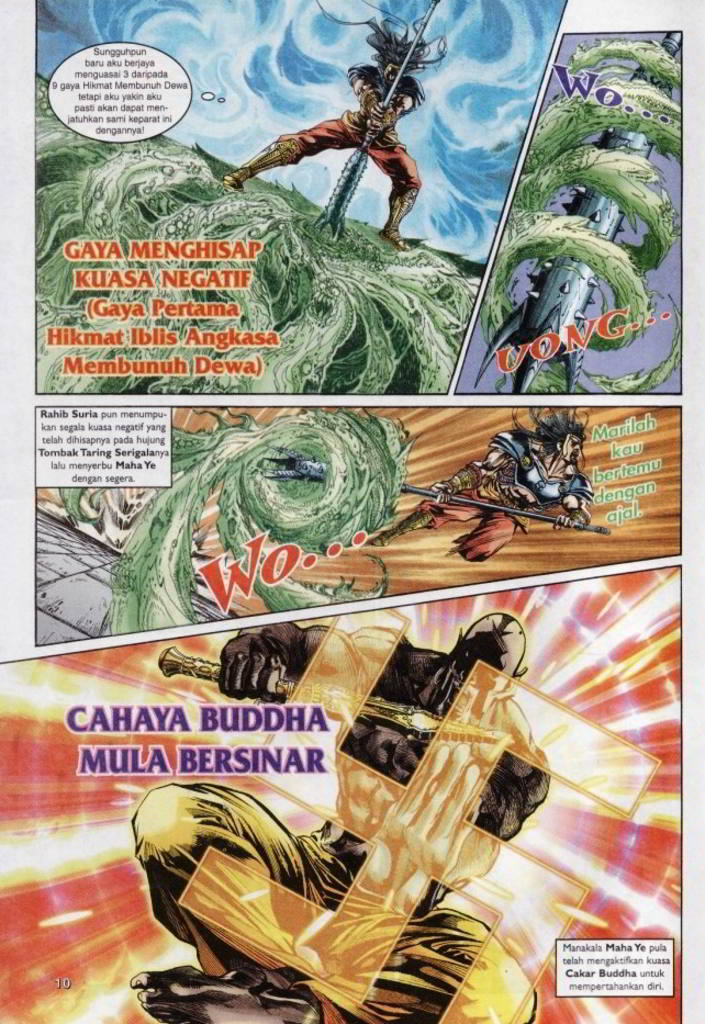 Sungguhpun
baru aku berjaya
menguasai 3 daripada
9 gaya Hikmat Membunuh Dewa
tetapi aku yakin aku
pasti akan dapat men-
jatuhkan sami keparat ini
dengannya!
GAYA MENGHISAP
KUASA NEGATIF
(Gaya Pertama
Hikmat Iblis Angkasa
Membunuh Dewa)
WO...
UONG...
Rahib Suria pun menumpu-
kan segala kuasa negatif yang
telah dihisapnya pada hujung
Tombak Taring Serigalanya
lalu menyerbu Maha Ye
dengan segera.
WO...
Marilah
kau
bertemu
dengan
ajal.
CAHAYA BUDDHA
MULA BERSINAR
Manakala Maha Ye pula
telah mengaktifkan kuasa
Cakar Buddha untuk
mempertahankan diri.
10